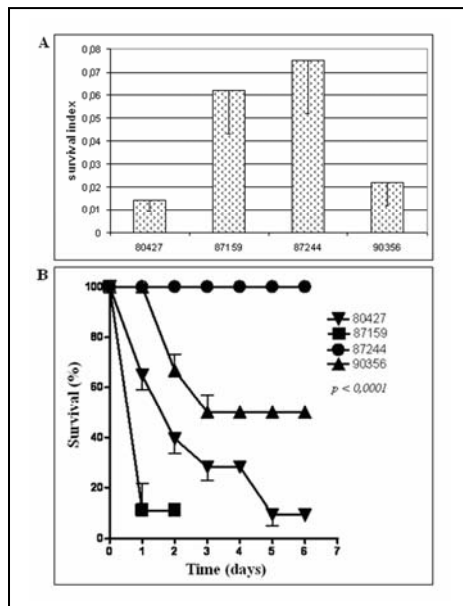 A
survival index
0,08
0,07
0,06
0,05
0,04
0,03
0,02
0,01
0
80427 87159 87244 90356
B
Survival (%)
100
80
60
40
20
0
0 1 2 3 4 5 6 7
Time (days)
80427
87159
87244
90356
p < 0,0001